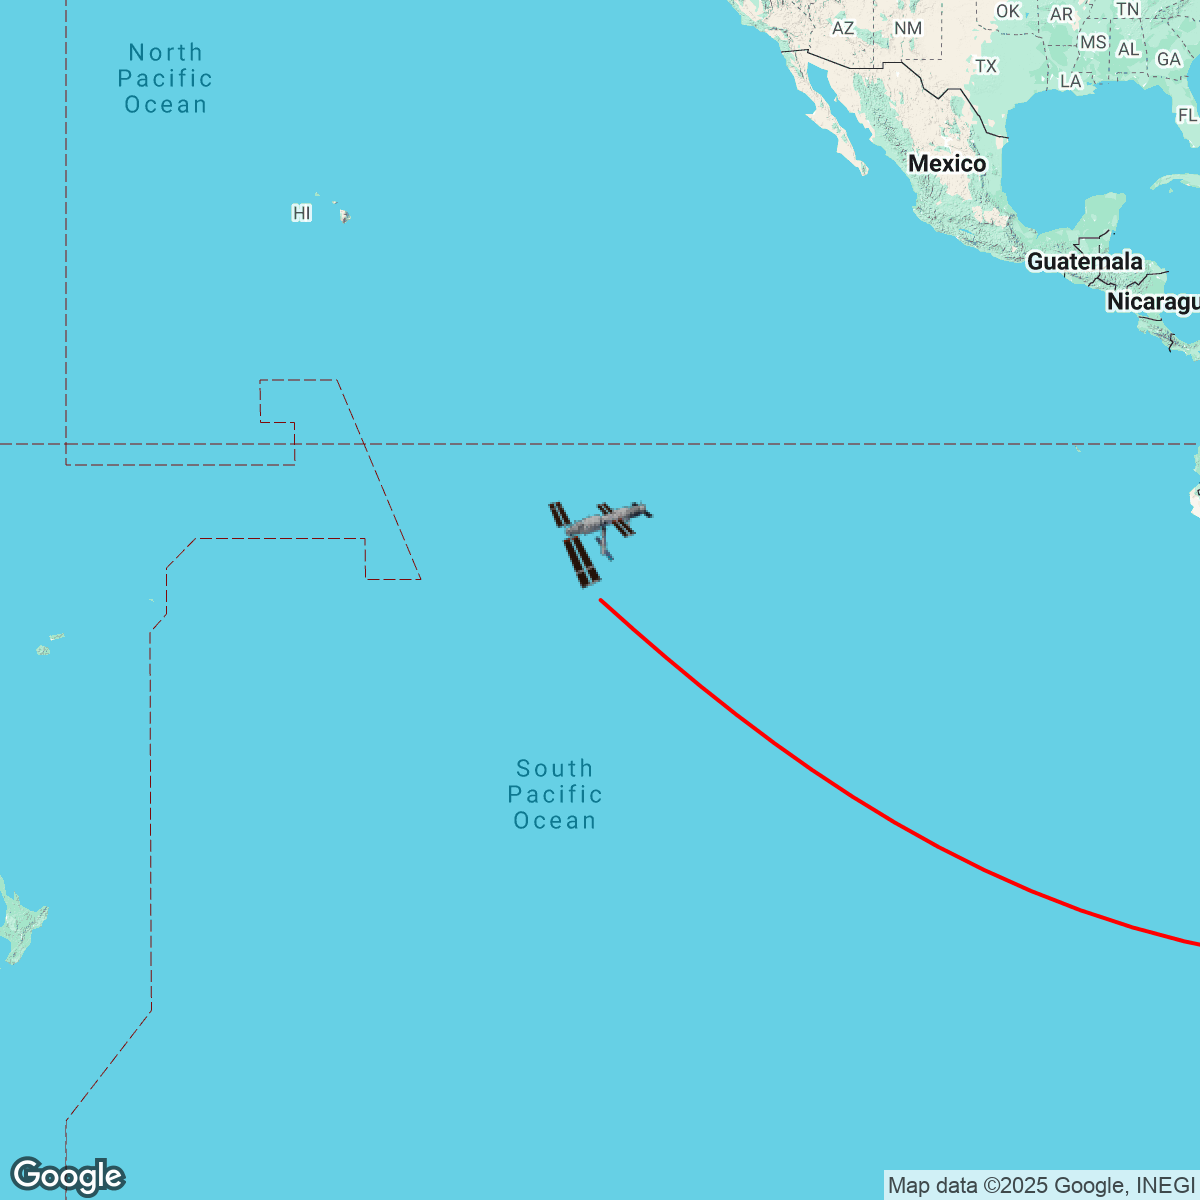 OK
AR
TN
AZ
NM
MS
AL
GA
TX
LA
FL
North
Pacific
Ocean
Mexico
HI
Guatemala
Nicaragu
South
Pacific
Ocean
Google
Map data ©2025 Google, INEGI